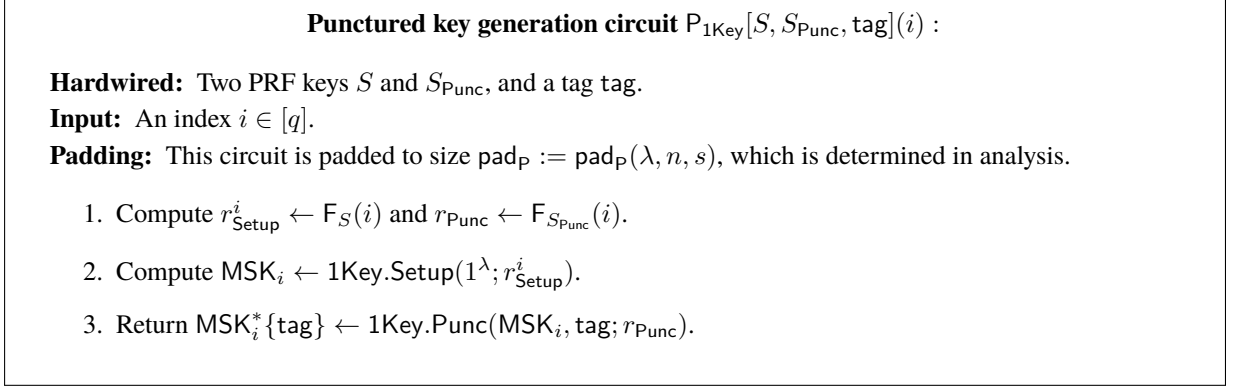 Punctured key generation circuit P_{1Key}[S, S_{Punc}, tag](i) :
Hardwired: Two PRF keys S and S_{Punc}, and a tag tag.
Input: An index i ∈ [q].
Padding: This circuit is padded to size pad_P := pad_P(λ, n, s), which is determined in analysis.
1. Compute r^i_{Setup} ← F_S(i) and r_{Punc} ← F_{S_{Punc}}(i).
2. Compute MSK_i ← 1Key.Setup(1^λ; r^i_{Setup}).
3. Return MSK^*_i{tag} ← 1Key.Punc(MSK_i, tag; r_{Punc}).